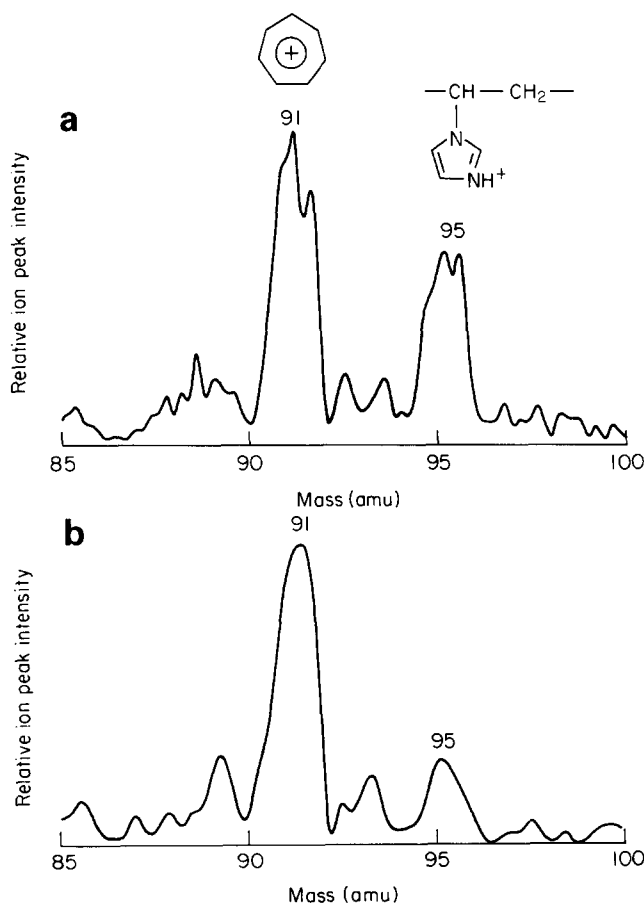 +
— CH — CH₂ —
N
NH⁺
a
91
95
Relative ion peak intensity
85 90 95 100
Mass (amu)
b
91
95
Relative ion peak intensity
85 90 95 100
Mass (amu)